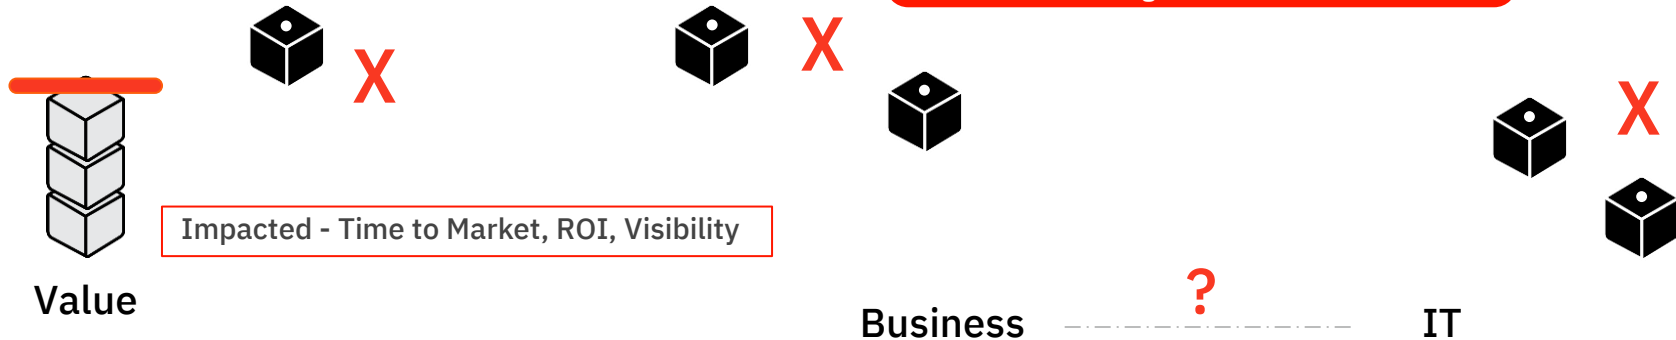 X
X
X
Impacted - Time to Market, ROI, Visibility
Value
?
Business
IT